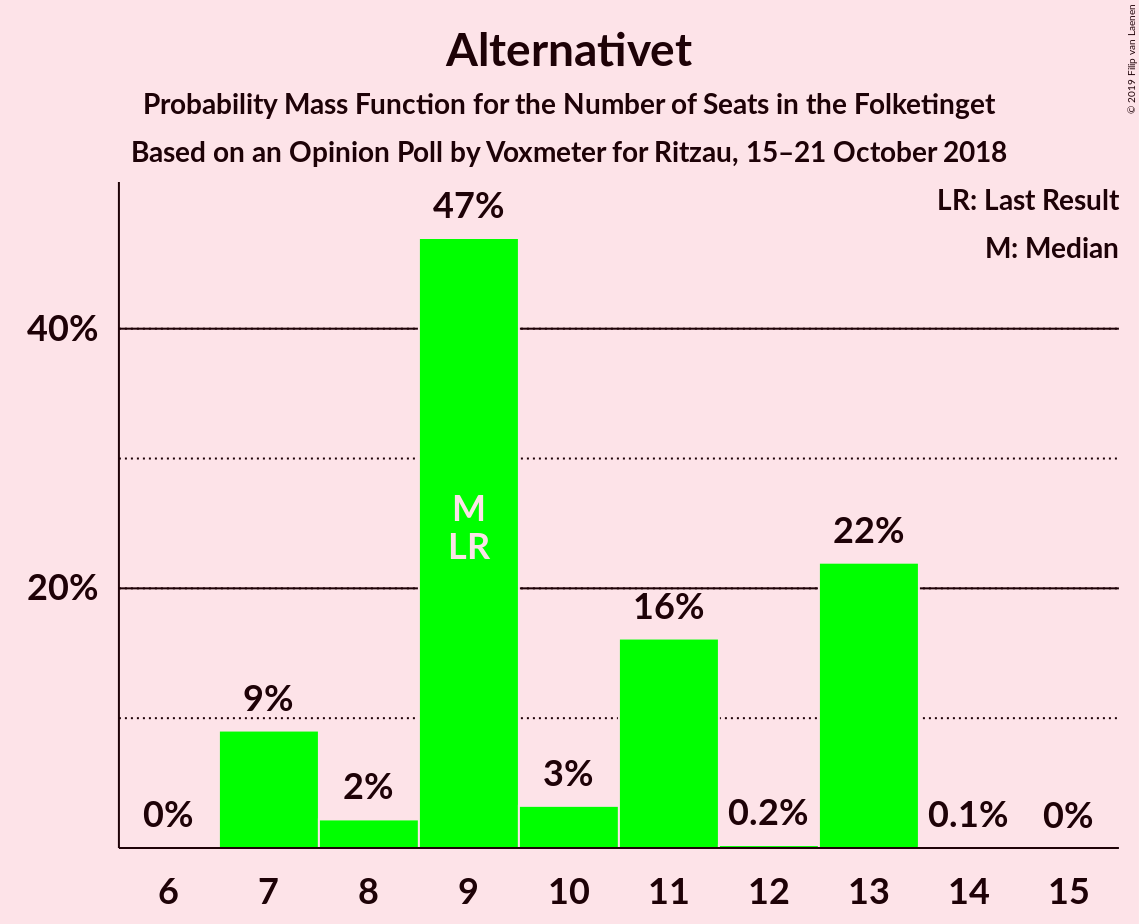 Alternativet
Probability Mass Function for the Number of Seats in the Folketinget
Based on an Opinion Poll by Voxmeter for Ritzau, 15–21 October 2018
© 2019 Filip van Laenen
LR: Last Result
M: Median
40%
20%
0%
9%
2%
47%
M
LR
3%
16%
0.2%
22%
0.1%
0%
6 7 8 9 10 11 12 13 14 15